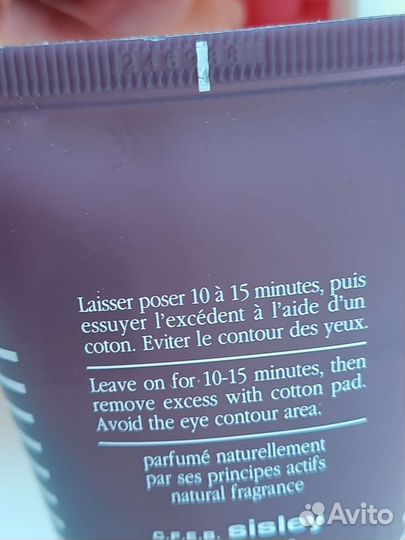 Laisser poser 10 à 15 minutes, puis
essuyer l'excédent à l'aide d'un
coton. Eviter le contour des yeux.
Leave on for 10-15 minutes, then
remove excess with cotton pad.
Avoid the eye contour area.
parfumé naturellement
par ses principes actifs
natural fragrance
C.F.E.B. sisley
Avito